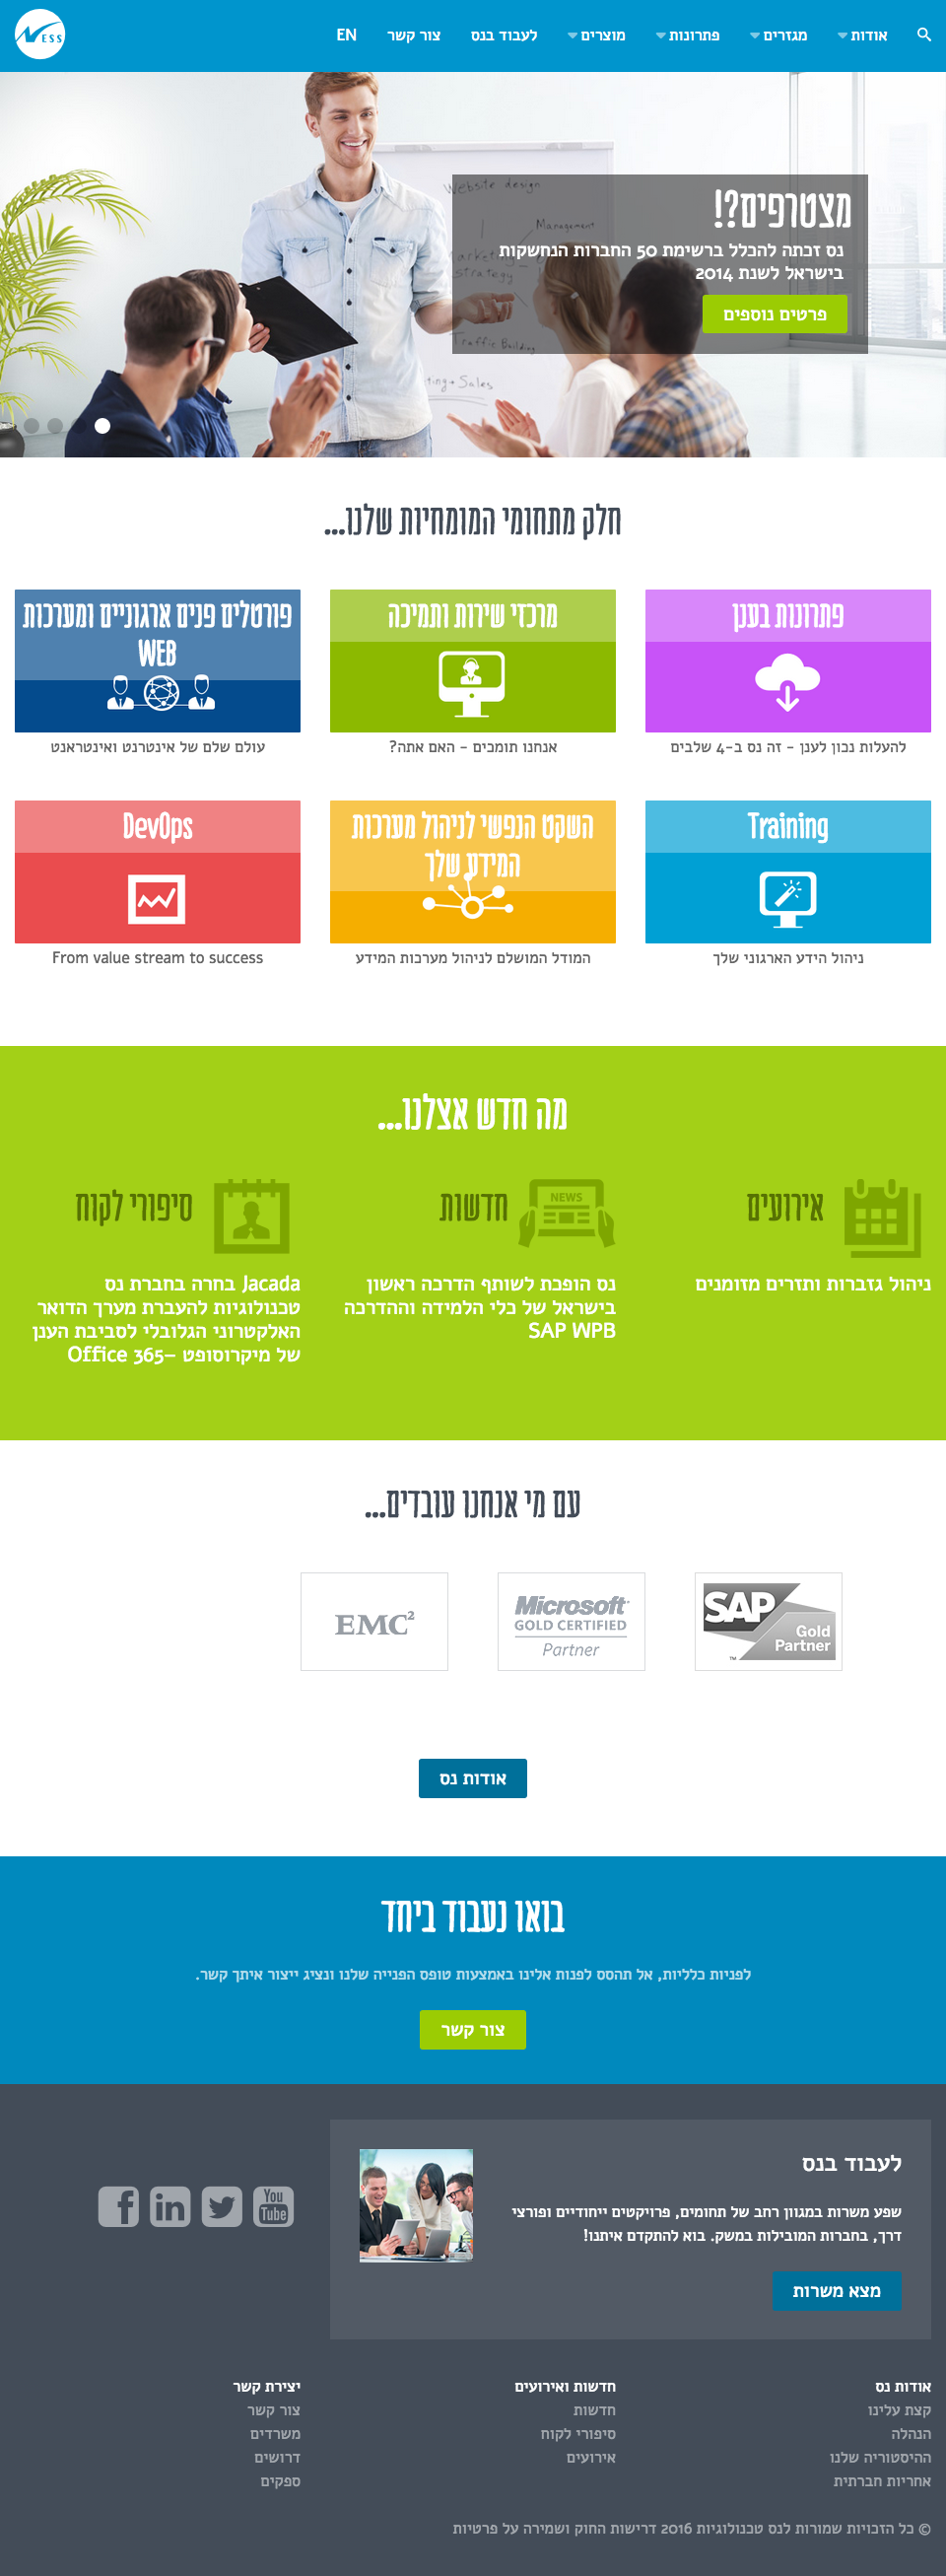 אודות
מגזרים
פתרונות
מוצרים
לעבוד בנס
צור קשר
EN
NESS
מצטרפים?!
נס זכתה להכלל ברשימת 50 החברות הנחשקות
בישראל לשנת 2014
פרטים נוספים
Website design
Management
Traffic Building
חלק מתחומי המומחיות שלנו...
פתרונות בענן
להעלות נכון לענן - זה נס ב-4 שלבים
מרכזי שירות ותמיכה
אנחנו תומכים - האם אתה?
פורטלים פנים ארגוניים ומערכות
WEB
עולם שלם של אינטרנט ואינטראנט
Training
ניהול הידע הארגוני שלך
השקט הנפשי לניהול מערכות
המידע שלך
המודל המושלם לניהול מערכות המידע
DevOps
From value stream to success
מה חדש אצלנו...
אירועים
ניהול גזברות ותזרים מזומנים
NEWS
חדשות
נס הופכת לשותף הדרכה ראשון
בישראל של כלי הלמידה וההדרכה
SAP WPB
סיפורי לקוח
Jacada בחרה בחברת נס
טכנולוגיות להעברת מערך הדואר
האלקטרוני הגלובלי לסביבת הענן
של מיקרוסופט –Office 365
עם מי אנחנו עובדים...
SAP
Gold
Partner
™
Microsoft
GOLD CERTIFIED
Partner
EMC²
אודות נס
בואו נעבוד ביחד
לפניות כלליות, אל תהסס לפנות אלינו באמצעות טופס הפנייה שלנו ונציג ייצור איתך קשר.
צור קשר
לעבוד בנס
שפע משרות במגוון רחב של תחומים, פרויקטים ייחודיים ופורצי
דרך, בחברות המובילות במשק. בוא להתקדם איתנו!
מצא משרות
You
Tube
in
f
אודות נס
קצת עלינו
הנהלה
ההיסטוריה שלנו
אחריות חברתית
חדשות ואירועים
חדשות
סיפורי לקוח
אירועים
יצירת קשר
צור קשר
משרדים
דרושים
ספקים
© כל הזכויות שמורות לנס טכנולוגיות 2016 דרישות החוק ושמירה על פרטיות